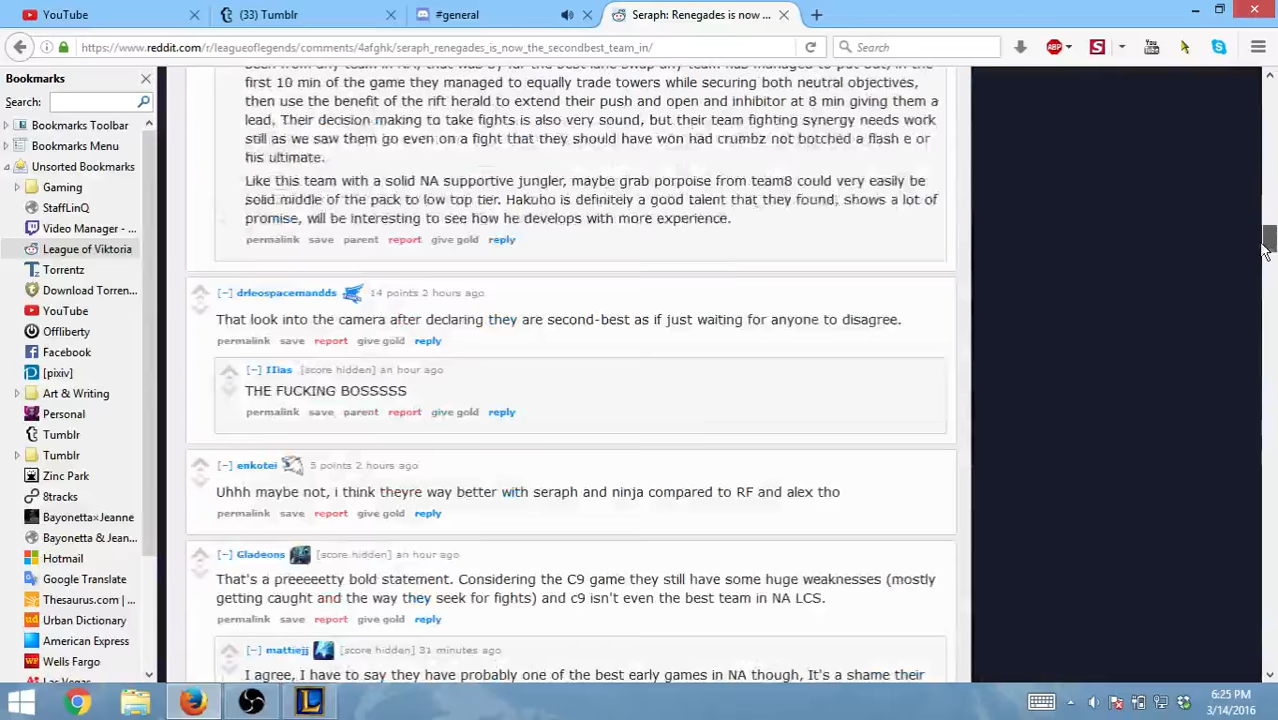 YouTube
(33) Tumblr
#general
Seraph: Renegades is now ...
https://www.reddit.com/r/leagueoflegends/comments/4afghk/seraph_renegades_is_now_the_secondbest_team_in/
Search
ABP
S
Bookmarks
Search:
Bookmarks Toolbar
Bookmarks Menu
Unsorted Bookmarks
Gaming
StaffLinQ
Video Manager - ...
League of Viktoria
Torrentz
Download Torren...
YouTube
Offliberty
Facebook
[pixiv]
Art & Writing
Personal
Tumblr
Tumblr
Zinc Park
8tracks
Bayonetta×Jeanne
Bayonetta & Jean...
Hotmail
Google Translate
Thesaurus.com | ...
Urban Dictionary
American Express
Wells Fargo
first 10 min of the game they managed to equally trade towers while securing both neutral objectives,
then use the benefit of the rift herald to extend their push and open and inhibitor at 8 min giving them a
lead. Their decision making to take fights is also very sound, but their team fighting synergy needs work
still as we saw them go even on a fight that they should have won had crumbz not botched a flash e or
his ultimate.
Like this team with a solid NA supportive jungler, maybe grab porpoise from team8 could very easily be
solid middle of the pack to low top tier. Hakuho is definitely a good talent that they found, shows a lot of
promise, will be interesting to see how he develops with more experience.
permalink save parent report give gold reply
[−] drleospacemandds 14 points 2 hours ago
That look into the camera after declaring they are second-best as if just waiting for anyone to disagree.
permalink save report give gold reply
[−] [score hidden] an hour ago
THE FUCKING BOSSSSS
permalink save parent report give gold reply
[−] enkotei 5 points 2 hours ago
Uhhh maybe not, i think theyre way better with seraph and ninja compared to RF and alex tho
permalink save report give gold reply
[−] Gladeons [score hidden] an hour ago
That's a preeeeetty bold statement. Considering the C9 game they still have some huge weaknesses (mostly
getting caught and the way they seek for fights) and c9 isn't even the best team in NA LCS.
permalink save report give gold reply
[−] mattiejj [score hidden] 31 minutes ago
I agree, I have to say they have probably one of the best early games in NA though, It's a shame their
6:25 PM
3/14/2016